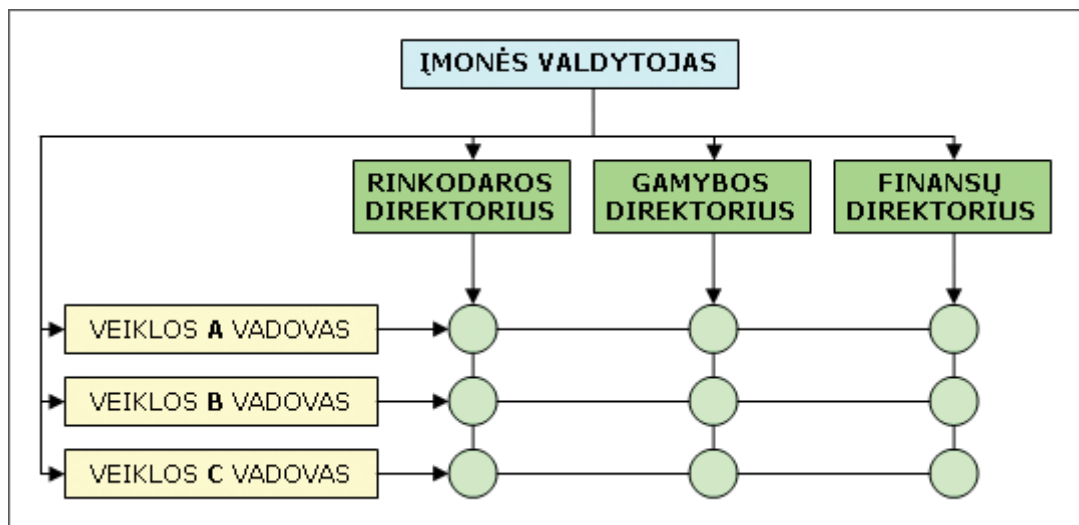 ĮMONĖS VALDYTOJAS
RINKODAROS
DIREKTORIUS
GAMYBOS
DIREKTORIUS
FINANSŲ
DIREKTORIUS
VEIKLOS A VADOVAS
VEIKLOS B VADOVAS
VEIKLOS C VADOVAS